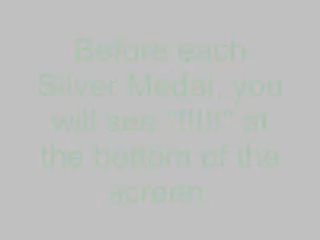 Before each
Silver Medal, you
will see "!!!!" at
the bottom of the
screen.